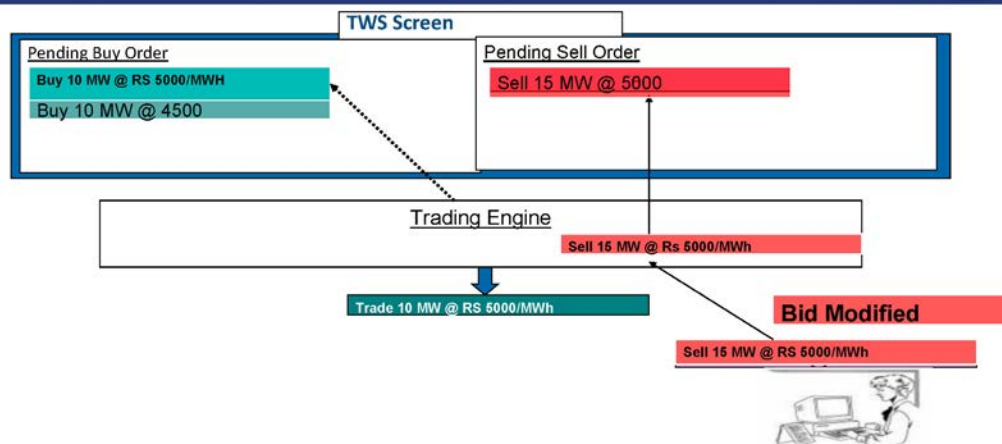 TWS Screen
Pending Buy Order
Buy 10 MW @ RS 5000/MWH
Buy 10 MW @ 4500
Pending Sell Order
Sell 15 MW @
Trading Engine
Sell 15 MW @ Rs 5000/MWh
Trade 10 MW @ RS 5000/MWh
Bid Modified
Sell 15 MW @ RS 5000/MWh